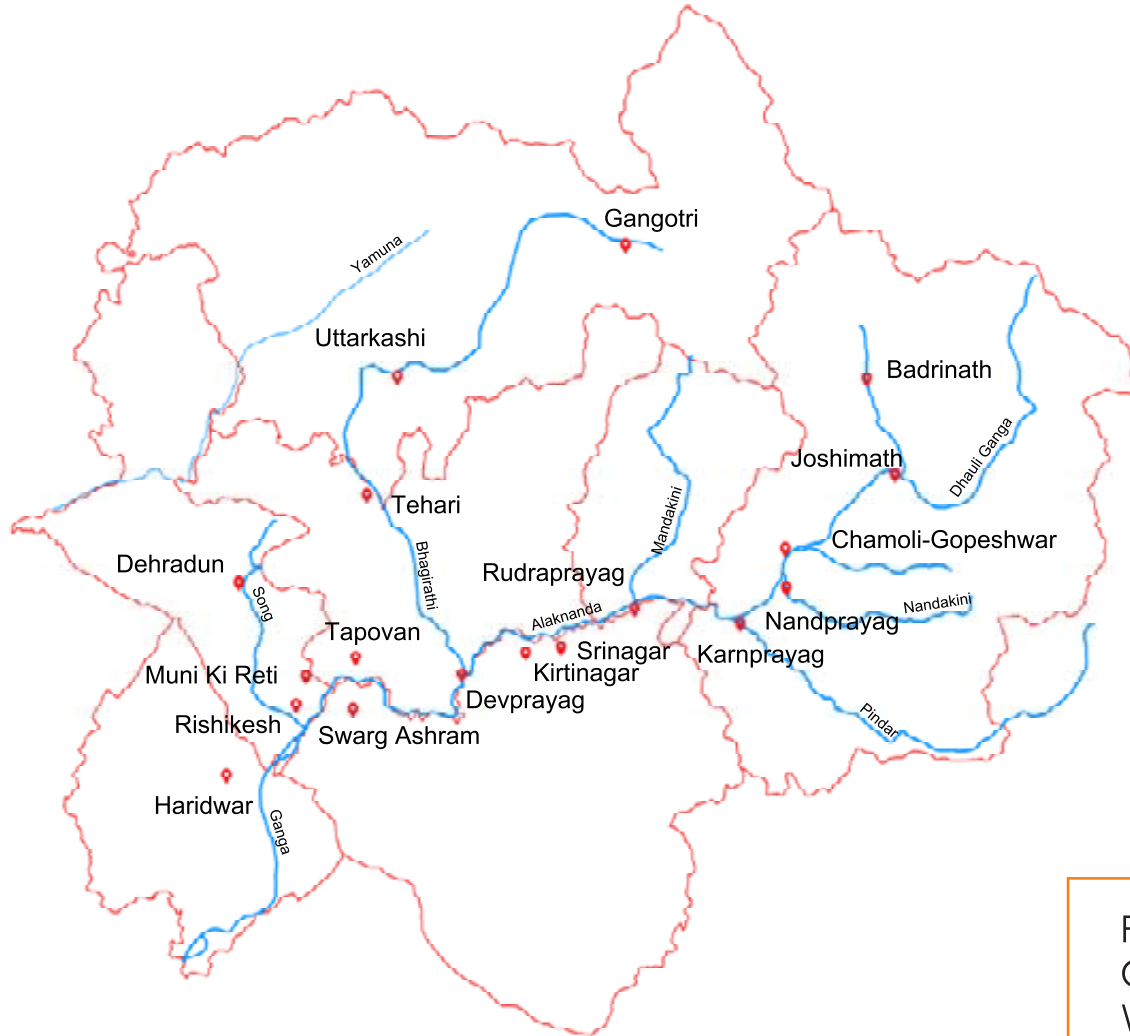 Gangotri
Yamuna
Uttarkashi
Badrinath
Joshimath
Dhauli Ganga
Tehari
Mandakini
Chamoli-Gopeshwar
Bhagirathi
Dehradun
Rudraprayag
Song
Alaknanda
Nandakini
Nandprayag
Tapovan
Srinagar
Karnprayag
Kirtinagar
Muni Ki Reti
Devprayag
Rishikesh
Swarg Ashram
Pindar
Haridwar
Ganga